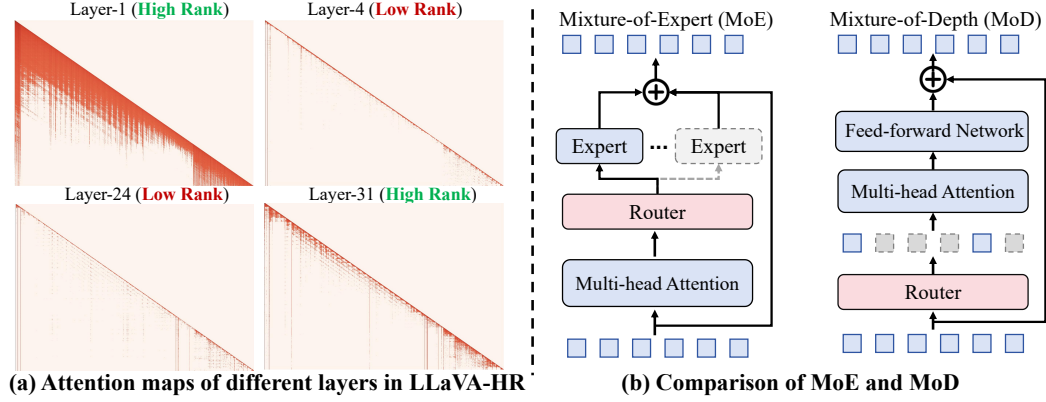 Layer-1 (High Rank)
Layer-4 (Low Rank)
Layer-24 (Low Rank)
Layer-31 (High Rank)
(a) Attention maps of different layers in LLaVA-HR
Mixture-of-Expert (MoE)
Expert
...
Expert
Router
Multi-head Attention
Mixture-of-Depth (MoD)
Feed-forward Network
Multi-head Attention
Router
(b) Comparison of MoE and MoD